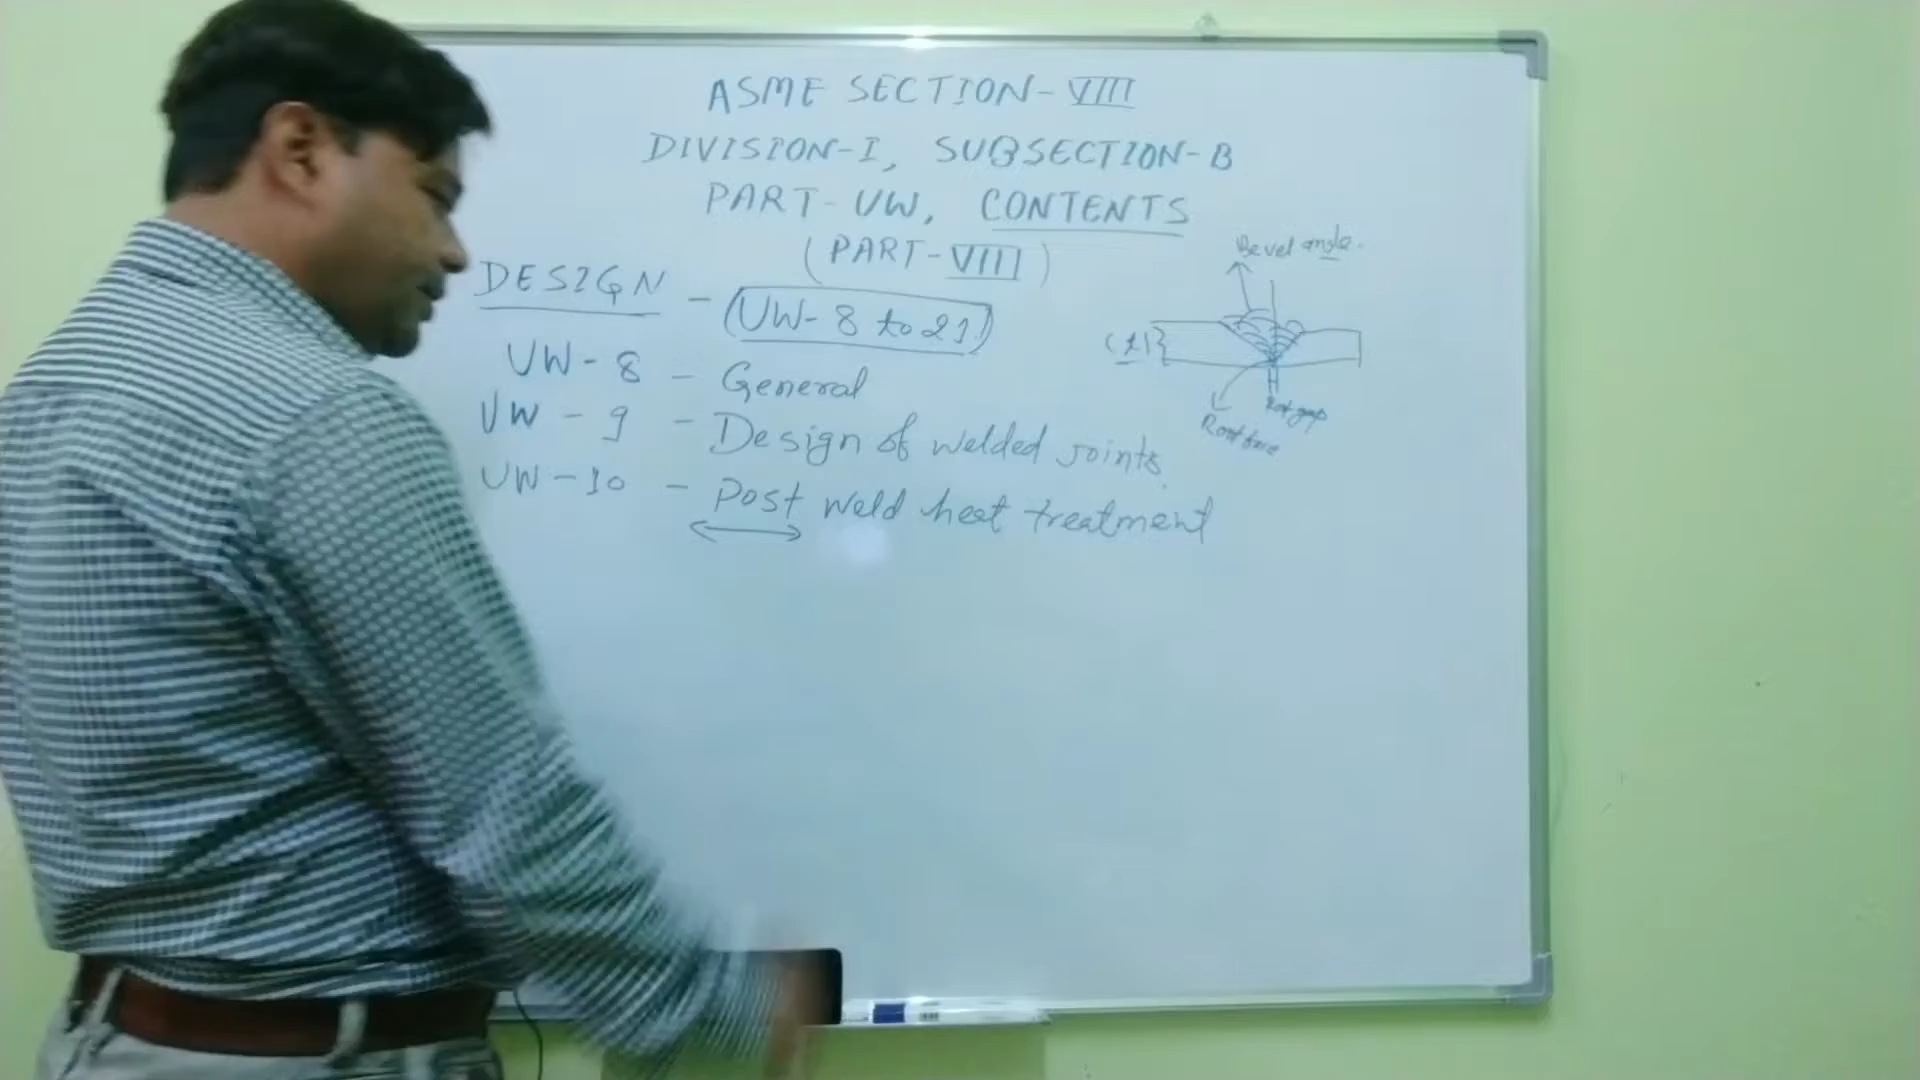 ASME SECTION-VIII
DIVISION-I, SUBSECTION-B
PART-UW, CONTENTS
(PART-VIII)
DESIGN - (UW-8 to 21)
UW-8 - General
UW-9 - Design of welded joints.
UW-10 - Post weld heat treatment
Bevel angle.
(t)
Root gap
Root face